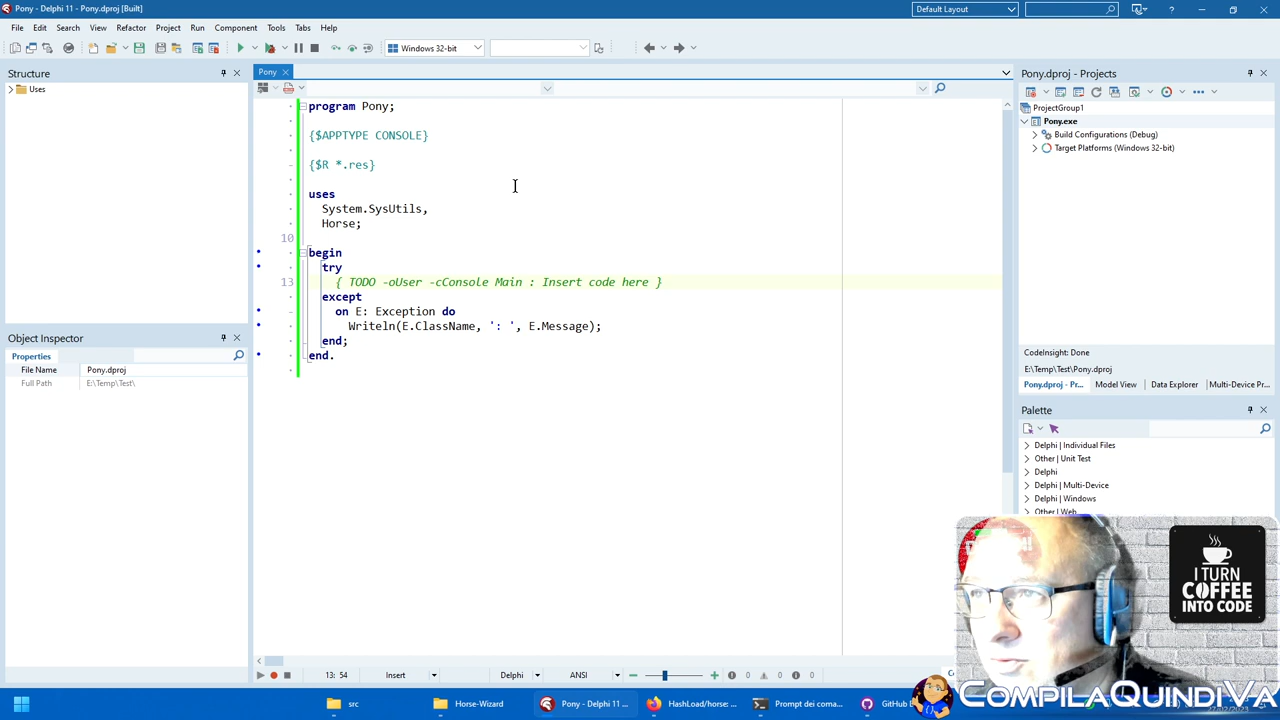 Pony - Delphi 11 - Pony.dproj [Built]
Default Layout
File Edit Search View Refactor Project Run Component Tools Tabs Help
Windows 32-bit
Structure
Uses
Object Inspector
Properties
File Name Pony.dproj
Full Path E:\Temp\Test\
Pony
program Pony;
{$APPTYPE CONSOLE}
{$R *.res}
uses
System.SysUtils,
Horse;
10
begin
try
13 { TODO -oUser -cConsole Main : Insert code here }
except
on E: Exception do
Writeln(E.ClassName, ': ', E.Message);
end;
end.
13: 54 Insert Delphi ANSI 0 0 0
Pony.dproj - Projects
ProjectGroup1
Pony.exe
Build Configurations (Debug)
Target Platforms (Windows 32-bit)
CodeInsight: Done
E:\Temp\Test\Pony.dproj
Pony.dproj - Pr... Model View Data Explorer Multi-Device Pr...
Palette
Delphi | Individual Files
Other | Unit Test
Delphi
Delphi | Multi-Device
Delphi | Windows
Other | Web
I TURN
COFFEE
INTO CODE
src Horse-Wizard Pony - Delphi 11 ... HashLoad/horse: ... Prompt dei coma... GitHub
COMPILAQUINDIVA